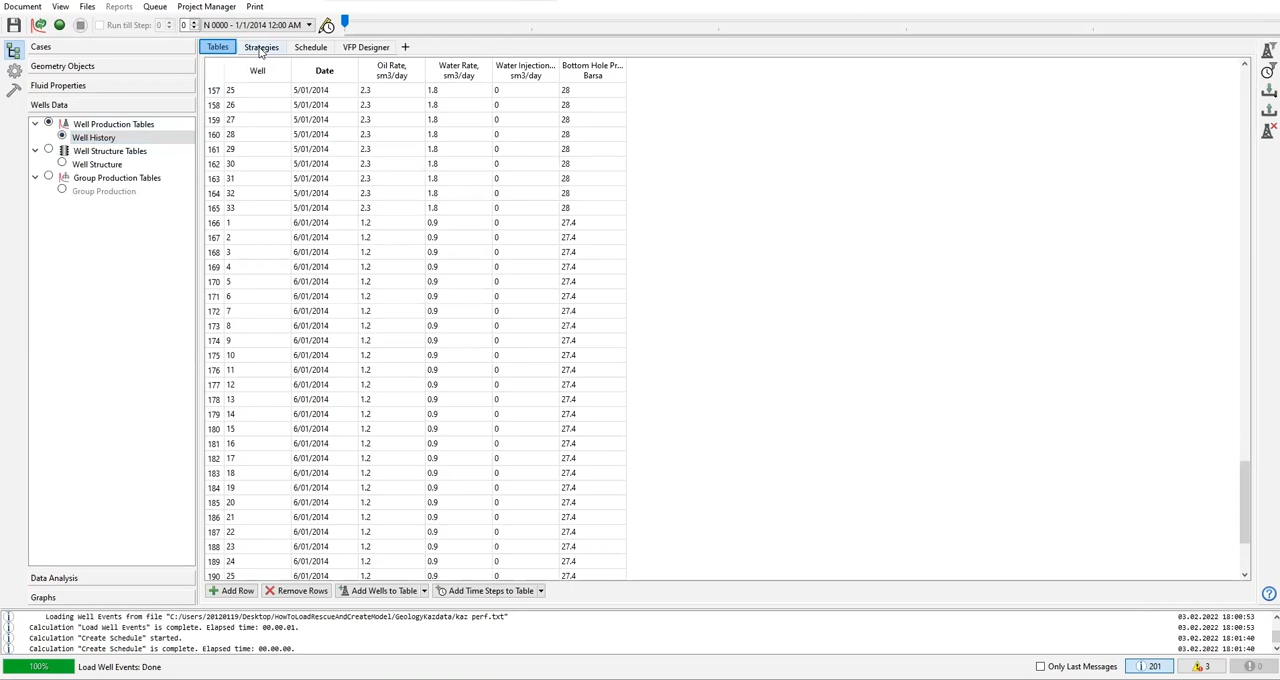 Document View Files Reports Queue Project Manager Print
Run till Step: 0 0 N 0000 - 1/1/2014 12:00 AM
Cases
Geometry Objects
Fluid Properties
Wells Data
Well Production Tables
Well History
Well Structure Tables
Well Structure
Group Production Tables
Group Production
Data Analysis
Graphs
Tables Strategies Schedule VFP Designer +
Well Date Oil Rate, sm3/day Water Rate, sm3/day Water Injection... sm3/day Bottom Hole Pr... Barsa
157 25 5/01/2014 2.3 1.8 0 28
158 26 5/01/2014 2.3 1.8 0 28
159 27 5/01/2014 2.3 1.8 0 28
160 28 5/01/2014 2.3 1.8 0 28
161 29 5/01/2014 2.3 1.8 0 28
162 30 5/01/2014 2.3 1.8 0 28
163 31 5/01/2014 2.3 1.8 0 28
164 32 5/01/2014 2.3 1.8 0 28
165 33 5/01/2014 2.3 1.8 0 28
166 1 6/01/2014 1.2 0.9 0 27.4
167 2 6/01/2014 1.2 0.9 0 27.4
168 3 6/01/2014 1.2 0.9 0 27.4
169 4 6/01/2014 1.2 0.9 0 27.4
170 5 6/01/2014 1.2 0.9 0 27.4
171 6 6/01/2014 1.2 0.9 0 27.4
172 7 6/01/2014 1.2 0.9 0 27.4
173 8 6/01/2014 1.2 0.9 0 27.4
174 9 6/01/2014 1.2 0.9 0 27.4
175 10 6/01/2014 1.2 0.9 0 27.4
176 11 6/01/2014 1.2 0.9 0 27.4
177 12 6/01/2014 1.2 0.9 0 27.4
178 13 6/01/2014 1.2 0.9 0 27.4
179 14 6/01/2014 1.2 0.9 0 27.4
180 15 6/01/2014 1.2 0.9 0 27.4
181 16 6/01/2014 1.2 0.9 0 27.4
182 17 6/01/2014 1.2 0.9 0 27.4
183 18 6/01/2014 1.2 0.9 0 27.4
184 19 6/01/2014 1.2 0.9 0 27.4
185 20 6/01/2014 1.2 0.9 0 27.4
186 21 6/01/2014 1.2 0.9 0 27.4
187 22 6/01/2014 1.2 0.9 0 27.4
188 23 6/01/2014 1.2 0.9 0 27.4
189 24 6/01/2014 1.2 0.9 0 27.4
190 25 6/01/2014 1.2 0.9 0 27.4
Add Row Remove Rows Add Wells to Table Add Time Steps to Table
Loading Well Events from file "C:/Users/20120119/Desktop/HowToLoadRescueAndCreateModel/GeologyKazdata/kaz perf.txt" 03.02.2022 18:00:53
Calculation "Load Well Events" is complete. Elapsed time: 00.00.01. 03.02.2022 18:00:53
Calculation "Create Schedule" started. 03.02.2022 18:01:40
Calculation "Create Schedule" is complete. Elapsed time: 00.00.00. 03.02.2022 18:01:40
100% Load Well Events: Done Only Last Messages 201 3 0